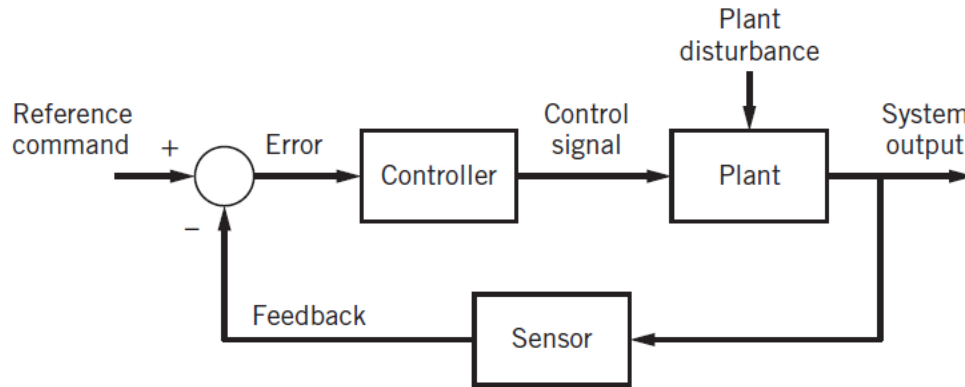 Plant
disturbance
Reference
command
+
Error
Control
signal
System
output
Controller
Plant
−
Feedback
Sensor